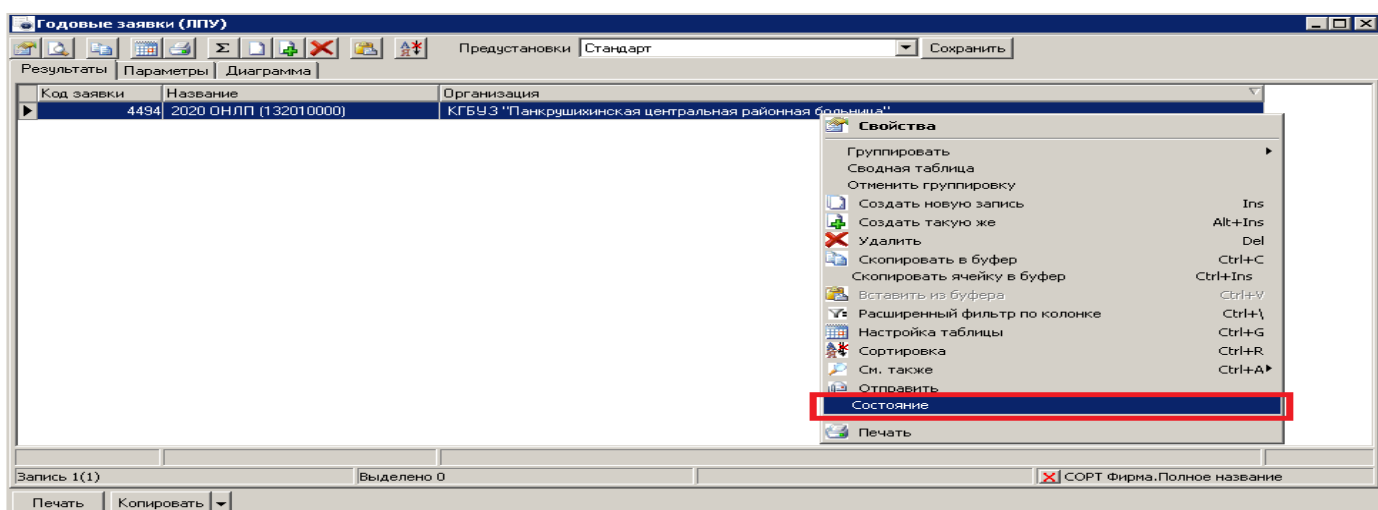 Годовые заявки (ЛПУ)
Предустановки Стандарт Сохранить
Результаты Параметры Диаграмма
Код заявки Название Организация
4494 2020 ОНЛП (132010000) КГБУЗ "Панкрушихинская центральная районная больница"
Свойства
Группировать
Сводная таблица
Отменить группировку
Создать новую запись Ins
Создать такую же Alt+Ins
Удалить Del
Скопировать в буфер Ctrl+C
Скопировать ячейку в буфер Ctrl+Ins
Вставить из буфера Ctrl+V
Расширенный фильтр по колонке Ctrl+\
Настройка таблицы Ctrl+G
Сортировка Ctrl+R
См. также Ctrl+A
Отправить
Состояние
Печать
Запись 1(1) Выделено 0 СОРТ Фирма.Полное название
Печать Копировать